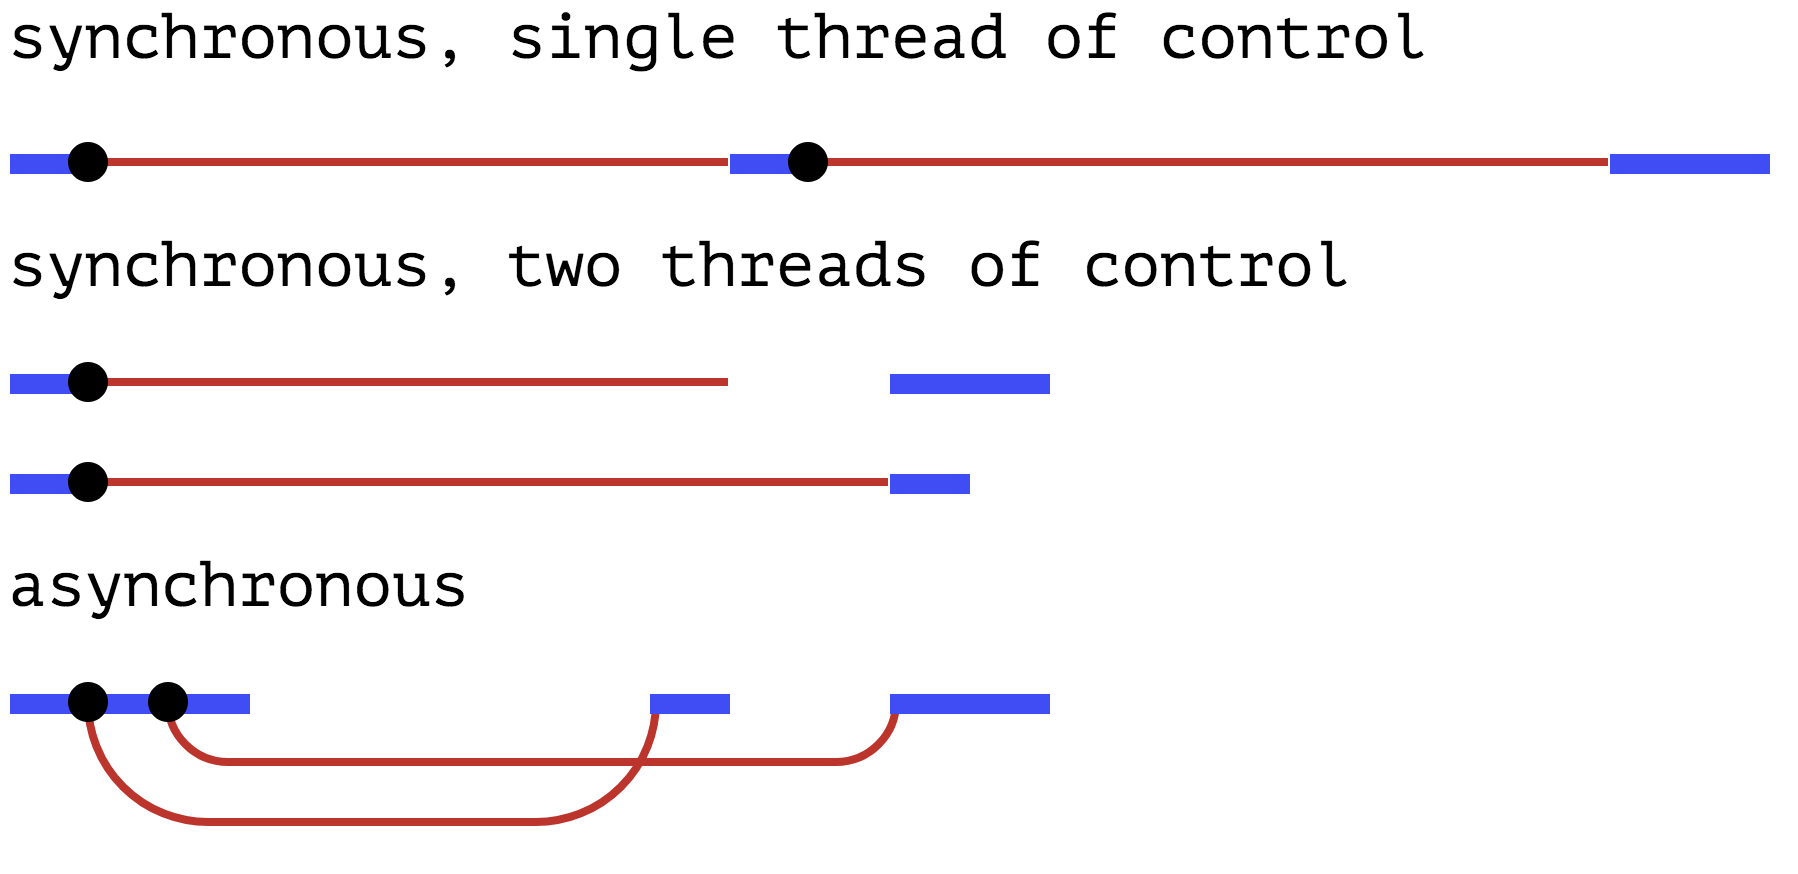 synchronous, single thread of control
synchronous, two threads of control
asynchronous